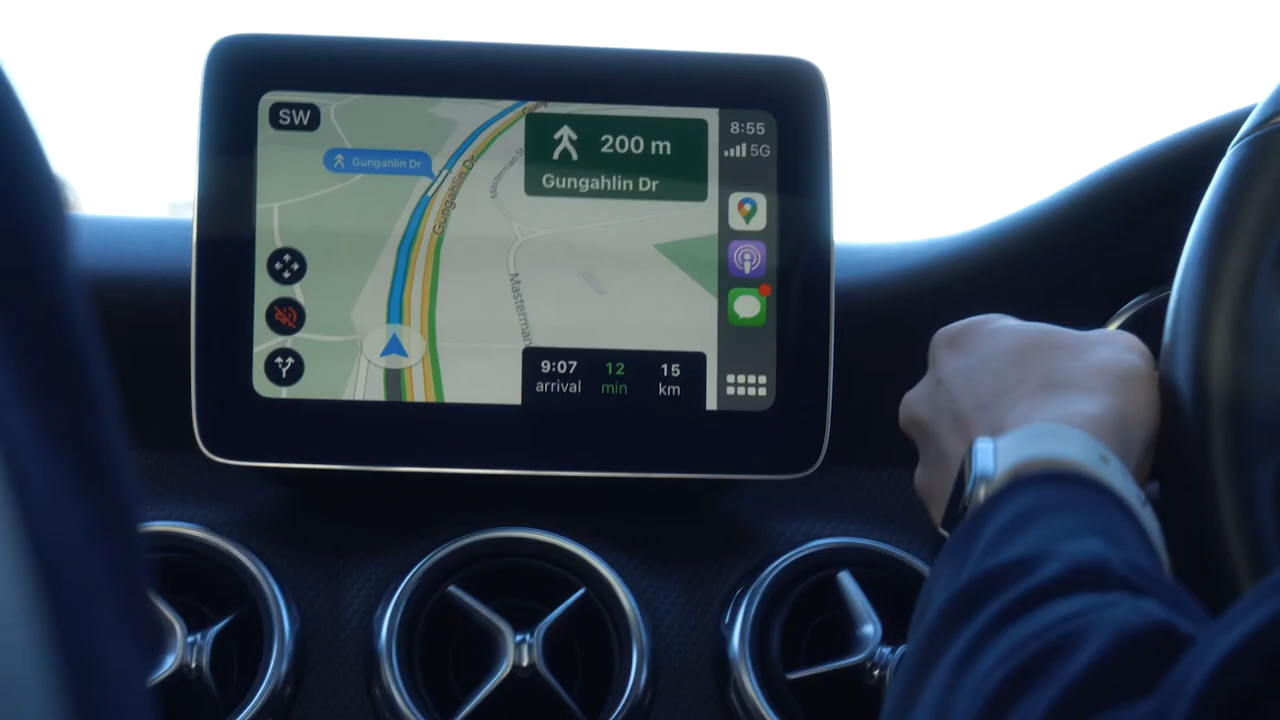 SW
Gungahlin Dr
200 m
Gungahlin Dr
8:55
5G
Gungahlin Dr
Masterman
9:07
12
15
arrival
min
km